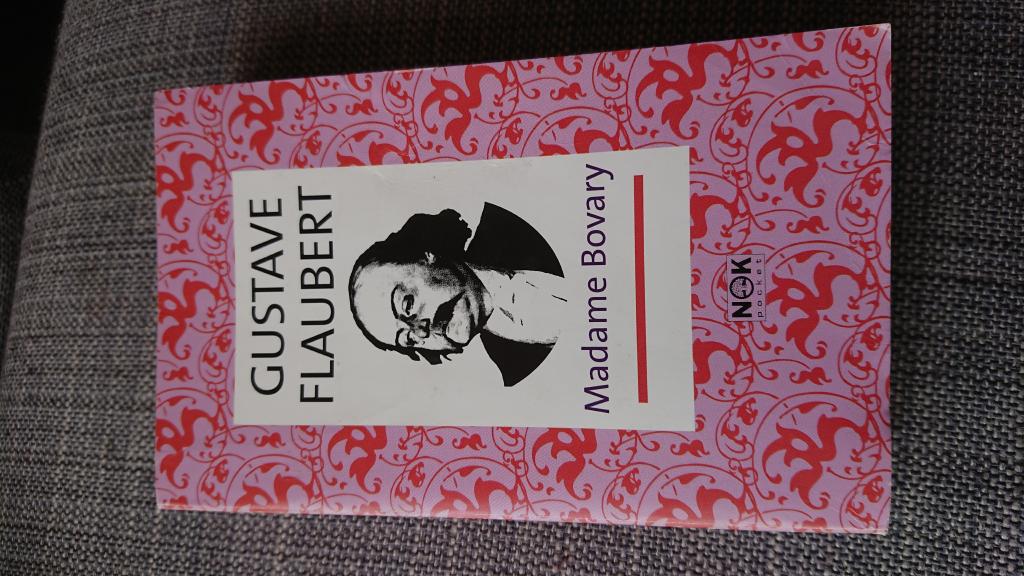 GUSTAVE
FLAUBERT
Madame Bovary
NOK
pocket